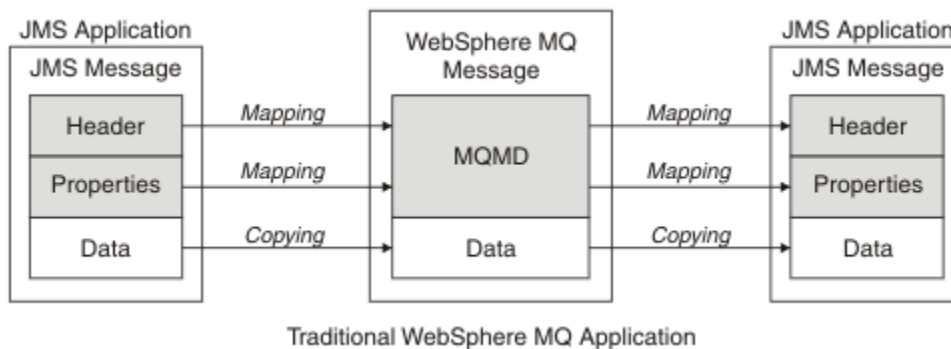 JMS Application
JMS Message
Header
Properties
Data
Mapping
Mapping
Copying
WebSphere MQ
Message
MQMD
Data
Mapping
Mapping
Copying
JMS Application
JMS Message
Header
Properties
Data
Traditional WebSphere MQ Application